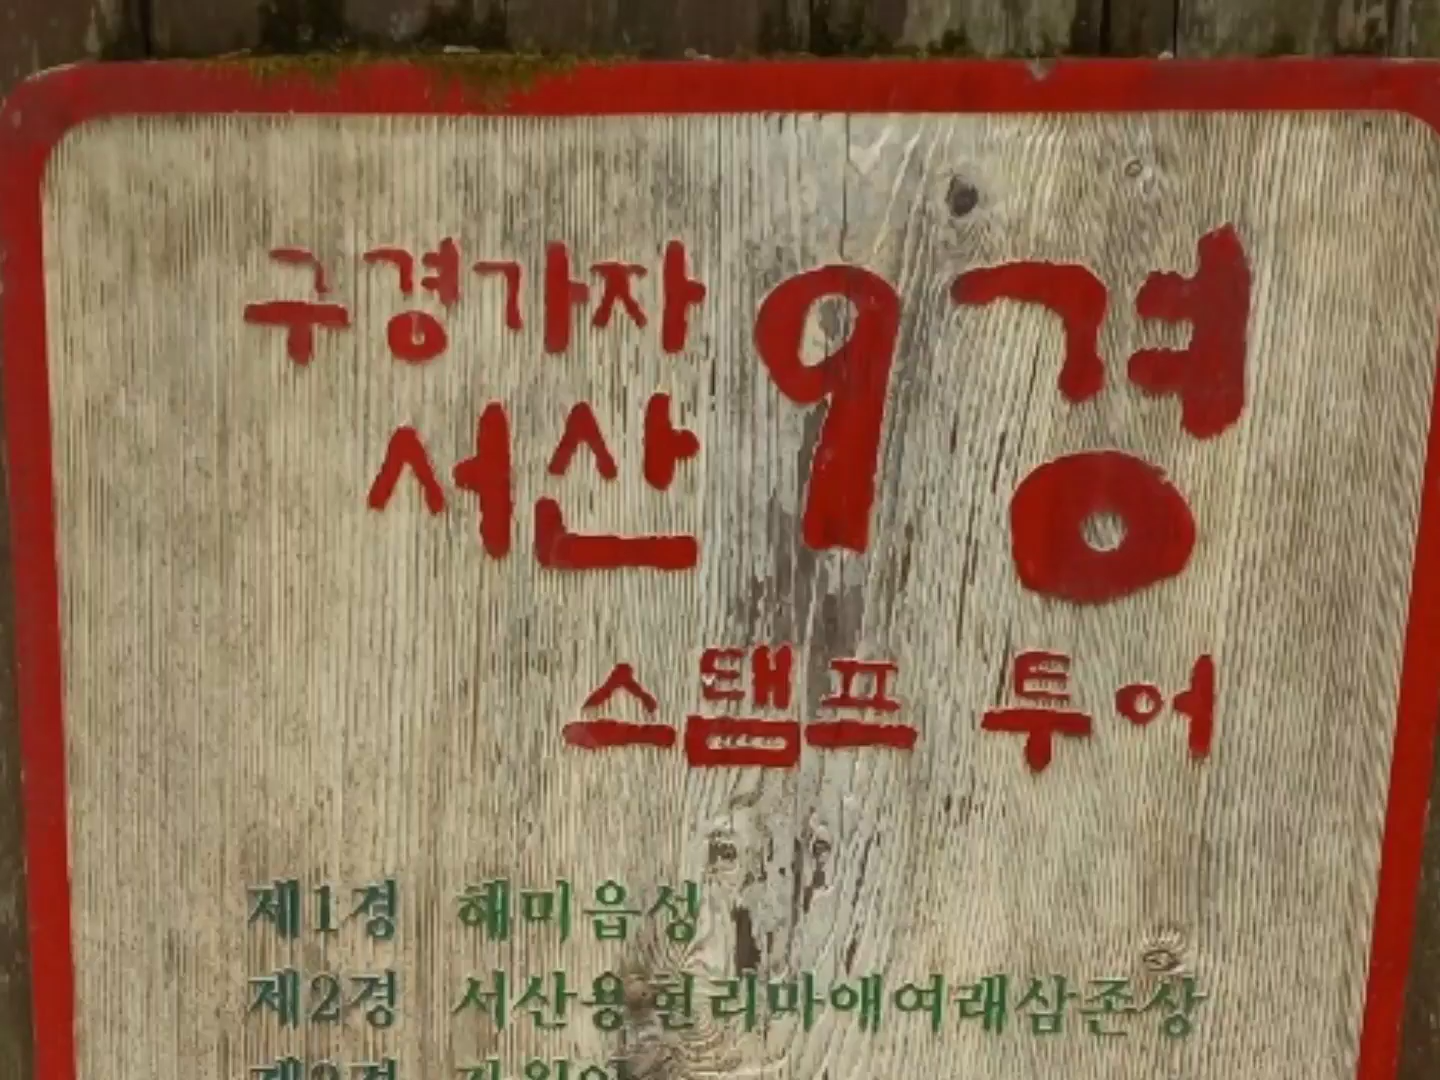 구경가자
서산 9경
스탬프 투어
제1경 해미읍성
제2경 서산용현리마애여래삼존상